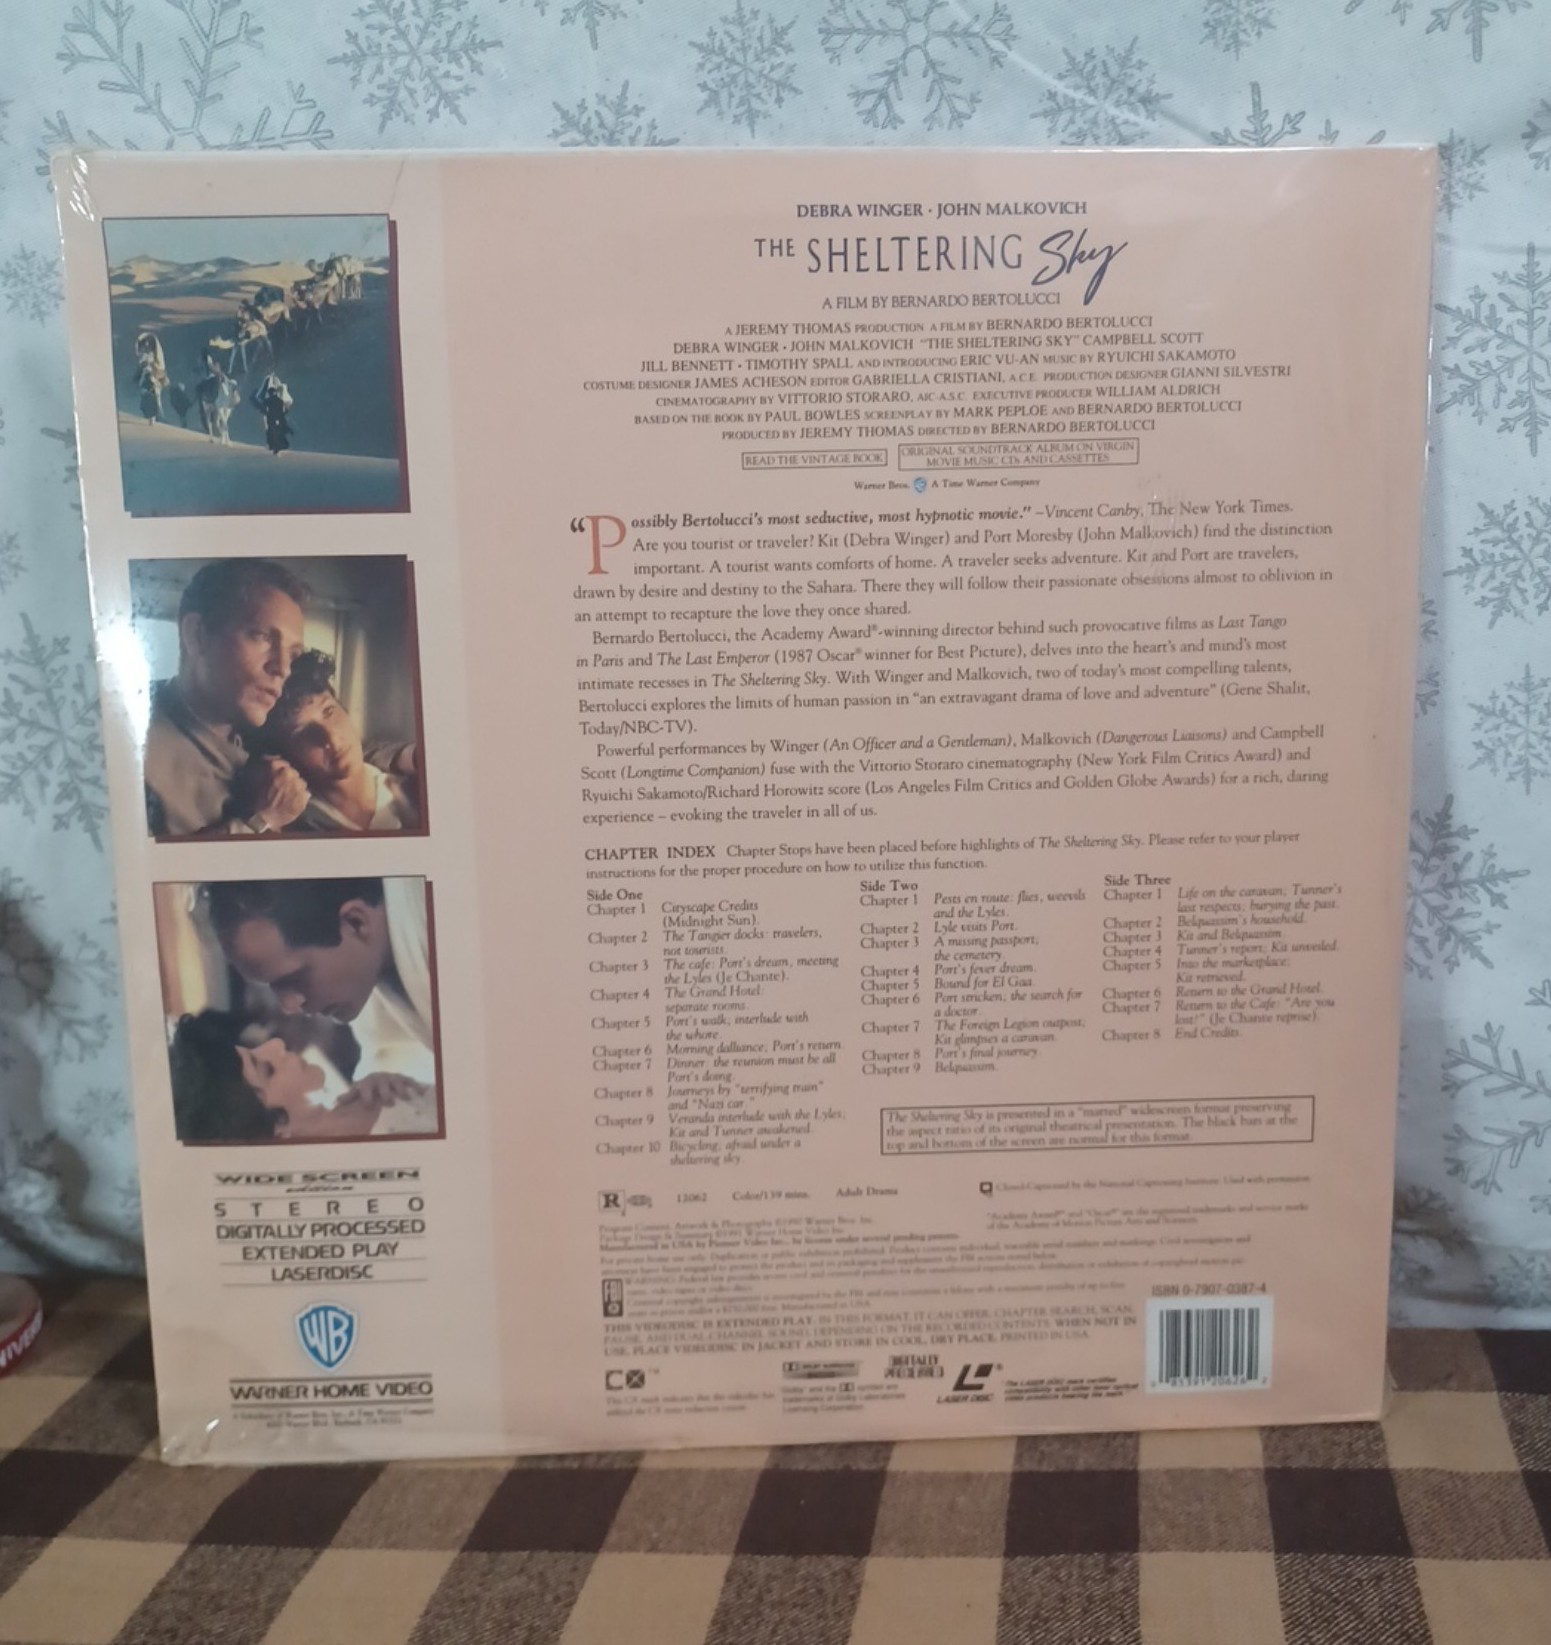 DEBRA WINGER · JOHN MALKOVICH
THE SHELTERING Sky
A FILM BY BERNARDO BERTOLUCCI
A JEREMY THOMAS PRODUCTION A FILM BY BERNARDO BERTOLUCCI
DEBRA WINGER · JOHN MALKOVICH "THE SHELTERING SKY" CAMPBELL SCOTT
JILL BENNETT · TIMOTHY SPALL AND INTRODUCING ERIC VU-AN MUSIC BY RYUICHI SAKAMOTO
COSTUME DESIGNER JAMES ACHESON EDITOR GABRIELLA CRISTIANI, A.C.E. PRODUCTION DESIGNER GIANNI SILVESTRI
CINEMATOGRAPHY BY VITTORIO STORARO, AIC-A.S.C. EXECUTIVE PRODUCER WILLIAM ALDRICH
BASED ON THE BOOK BY PAUL BOWLES SCREENPLAY BY MARK PEPLOE AND BERNARDO BERTOLUCCI
PRODUCED BY JEREMY THOMAS DIRECTED BY BERNARDO BERTOLUCCI
READ THE VINTAGE BOOK
ORIGINAL SOUNDTRACK ALBUM ON VIRGIN
MOVIE MUSIC CDs AND CASSETTES
Warner Bros. A Time Warner Company
"Possibly Bertolucci's most seductive, most hypnotic movie." –Vincent Canby, The New York Times.
Are you tourist or traveler? Kit (Debra Winger) and Port Moresby (John Malkovich) find the distinction
important. A tourist wants comforts of home. A traveler seeks adventure. Kit and Port are travelers,
drawn by desire and destiny to the Sahara. There they will follow their passionate obsessions almost to oblivion in
an attempt to recapture the love they once shared.
Bernardo Bertolucci, the Academy Award®-winning director behind such provocative films as Last Tango
in Paris and The Last Emperor (1987 Oscar® winner for Best Picture), delves into the heart's and mind's most
intimate recesses in The Sheltering Sky. With Winger and Malkovich, two of today's most compelling talents,
Bertolucci explores the limits of human passion in "an extravagant drama of love and adventure" (Gene Shalit,
Today/NBC-TV).
Powerful performances by Winger (An Officer and a Gentleman), Malkovich (Dangerous Liaisons) and Campbell
Scott (Longtime Companion) fuse with the Vittorio Storaro cinematography (New York Film Critics Award) and
Ryuichi Sakamoto/Richard Horowitz score (Los Angeles Film Critics and Golden Globe Awards) for a rich, daring
experience – evoking the traveler in all of us.
CHAPTER INDEX Chapter Stops have been placed before highlights of The Sheltering Sky. Please refer to your player
instructions for the proper procedure on how to utilize this function.
Side One
Chapter 1 Cityscape Credits
(Midnight Sun).
Chapter 2 The Tangier docks: travelers,
not tourists.
Chapter 3 The cafe: Port's dream, meeting
the Lyles (Je Chante).
Chapter 4 The Grand Hotel:
separate rooms.
Chapter 5 Port's walk; interlude with
the whore.
Chapter 6 Morning dalliance; Port's return.
Chapter 7 Dinner: the reunion must be all
Port's doing.
Chapter 8 Journeys by "terrifying train"
and "Nazi car."
Chapter 9 Veranda interlude with the Lyles;
Kit and Tunner awakened.
Chapter 10 Bicycling; afraid under a
sheltering sky.
Side Two
Chapter 1 Pests en route: flies, weevils
and the Lyles.
Chapter 2 Lyle visits Port.
Chapter 3 A missing passport;
the cemetery.
Chapter 4 Port's fever dream.
Chapter 5 Bound for El Gaa.
Chapter 6 Port stricken; the search for
a doctor.
Chapter 7 The Foreign Legion outpost;
Kit glimpses a caravan.
Chapter 8 Port's final journey.
Chapter 9 Belquassim.
Side Three
Chapter 1 Life on the caravan; Tunner's
last respects; burying the past.
Chapter 2 Belquassim's household.
Chapter 3 Kit and Belquassim.
Chapter 4 Tunner's report; Kit unveiled.
Chapter 5 Into the marketplace;
Kit retrieved.
Chapter 6 Return to the Grand Hotel.
Chapter 7 Return to the Cafe: "Are you
lost?" (Je Chante reprise).
Chapter 8 End Credits.
The Sheltering Sky is presented in a "matted" widescreen format preserving
the aspect ratio of its original theatrical presentation. The black bars at the
top and bottom of the screen are normal for this format.
WIDE SCREEN
edition
STEREO
DIGITALLY PROCESSED
EXTENDED PLAY
LASERDISC
WB
WARNER HOME VIDEO
R 12062 Color/139 mins. Adult Drama
Closed Captioned by the National Captioning Institute. Used with permission.
THIS VIDEODISC IS EXTENDED PLAY. IN THIS FORMAT, IT CAN OFFER CHAPTER SEARCH, SCAN,
PAUSE, AND DUAL CHANNEL SOUND, DEPENDING ON THE RECORDED CONTENTS. WHEN NOT IN
USE, PLACE VIDEODISC IN JACKET AND STORE IN COOL, DRY PLACE. PRINTED IN USA.
ISBN 0-7907-0387-4
CX
DIGITALLY
PROCESSED
LASER DISC